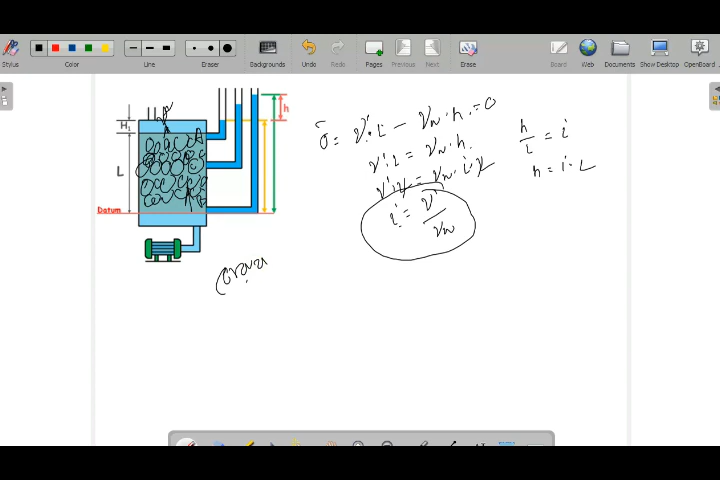 Stylus
Color
Line
Eraser
Backgrounds
Undo
Redo
Pages
Previous
Next
Erase
Board
Web
Documents
Show Desktop
OpenBoard
h
H₁
L
Datum
σ̄ = γ'·L − γw·h = 0
γ'·L = γw·h
γ'·L = γw·i·L
i = γ'/γw
h/L = i
h = i·L